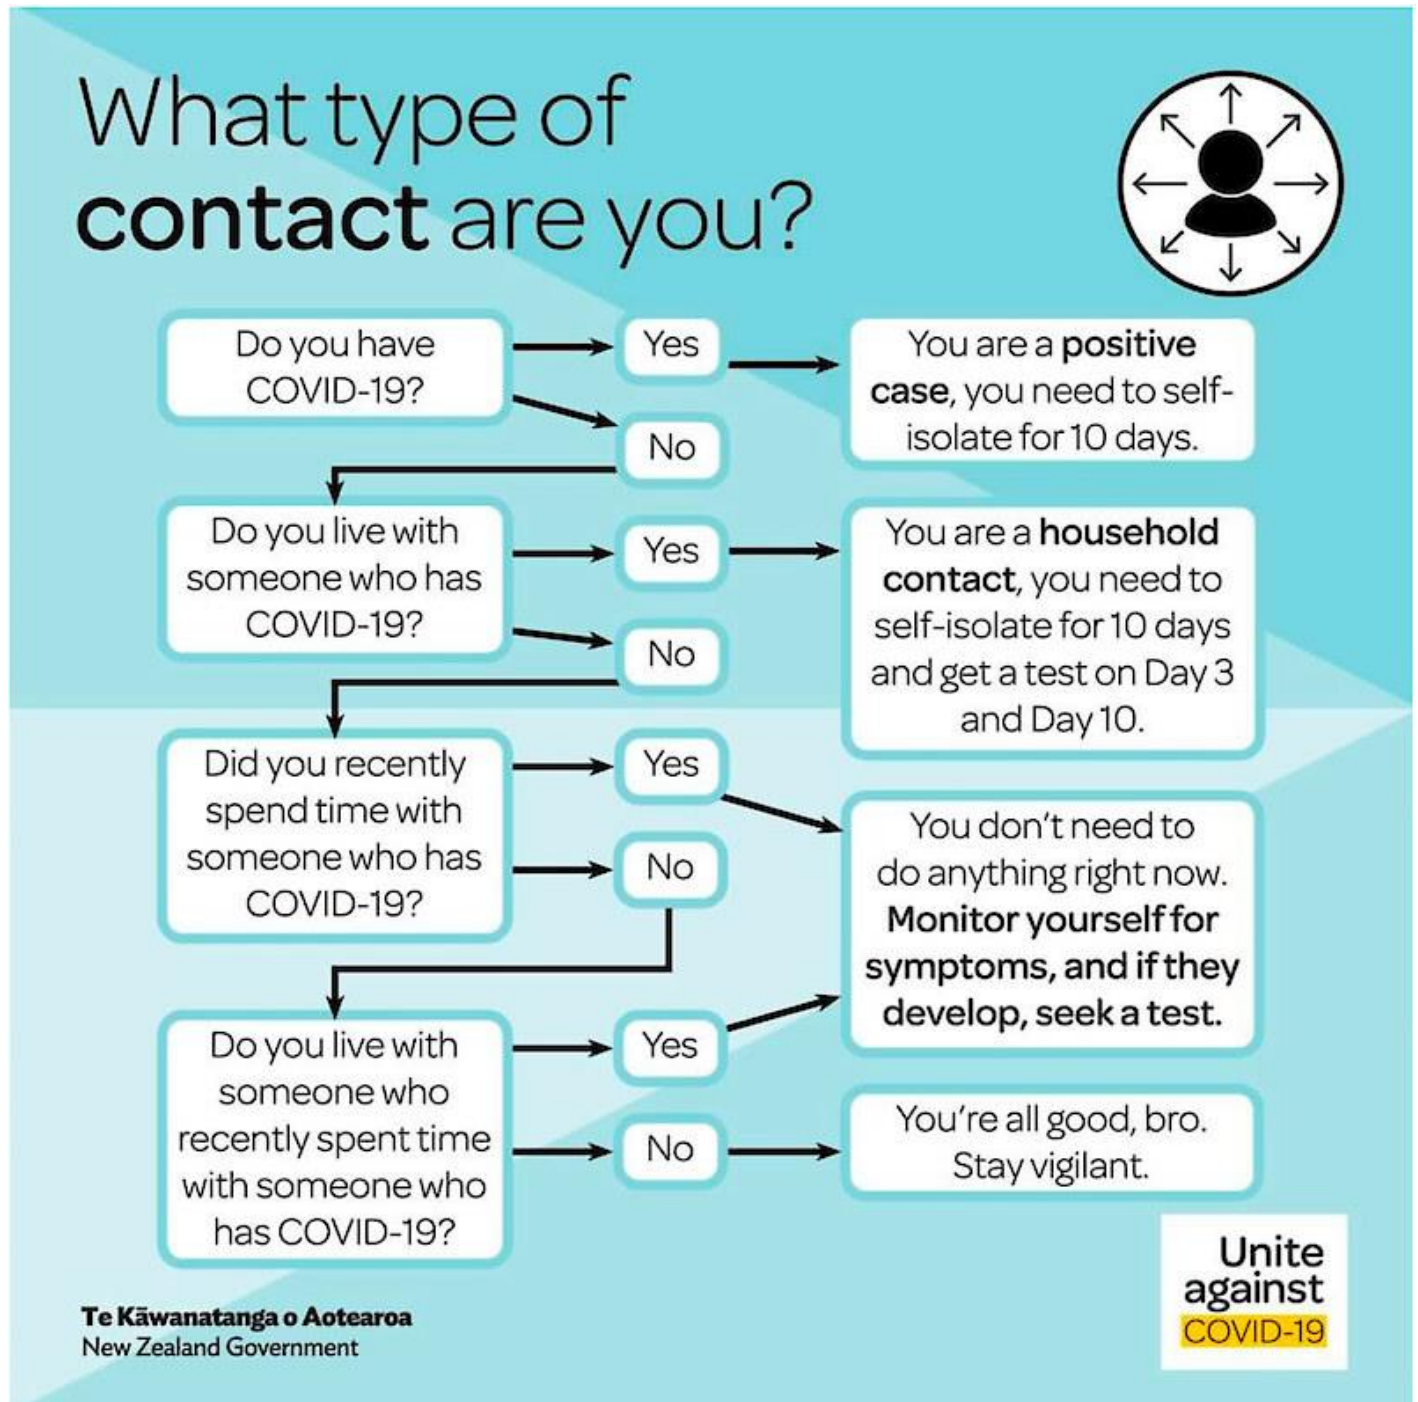 What type of
contact are you?
Do you have
COVID-19?
Yes
You are a positive
case, you need to self-
isolate for 10 days.
No
Do you live with
someone who has
COVID-19?
Yes
You are a household
contact, you need to
self-isolate for 10 days
and get a test on Day 3
and Day 10.
No
Did you recently
spend time with
someone who has
COVID-19?
Yes
No
You don't need to
do anything right now.
Monitor yourself for
symptoms, and if they
develop, seek a test.
Do you live with
someone who
recently spent time
with someone who
has COVID-19?
Yes
No
You're all good, bro.
Stay vigilant.
Te Kāwanatanga o Aotearoa
New Zealand Government
Unite
against
COVID-19